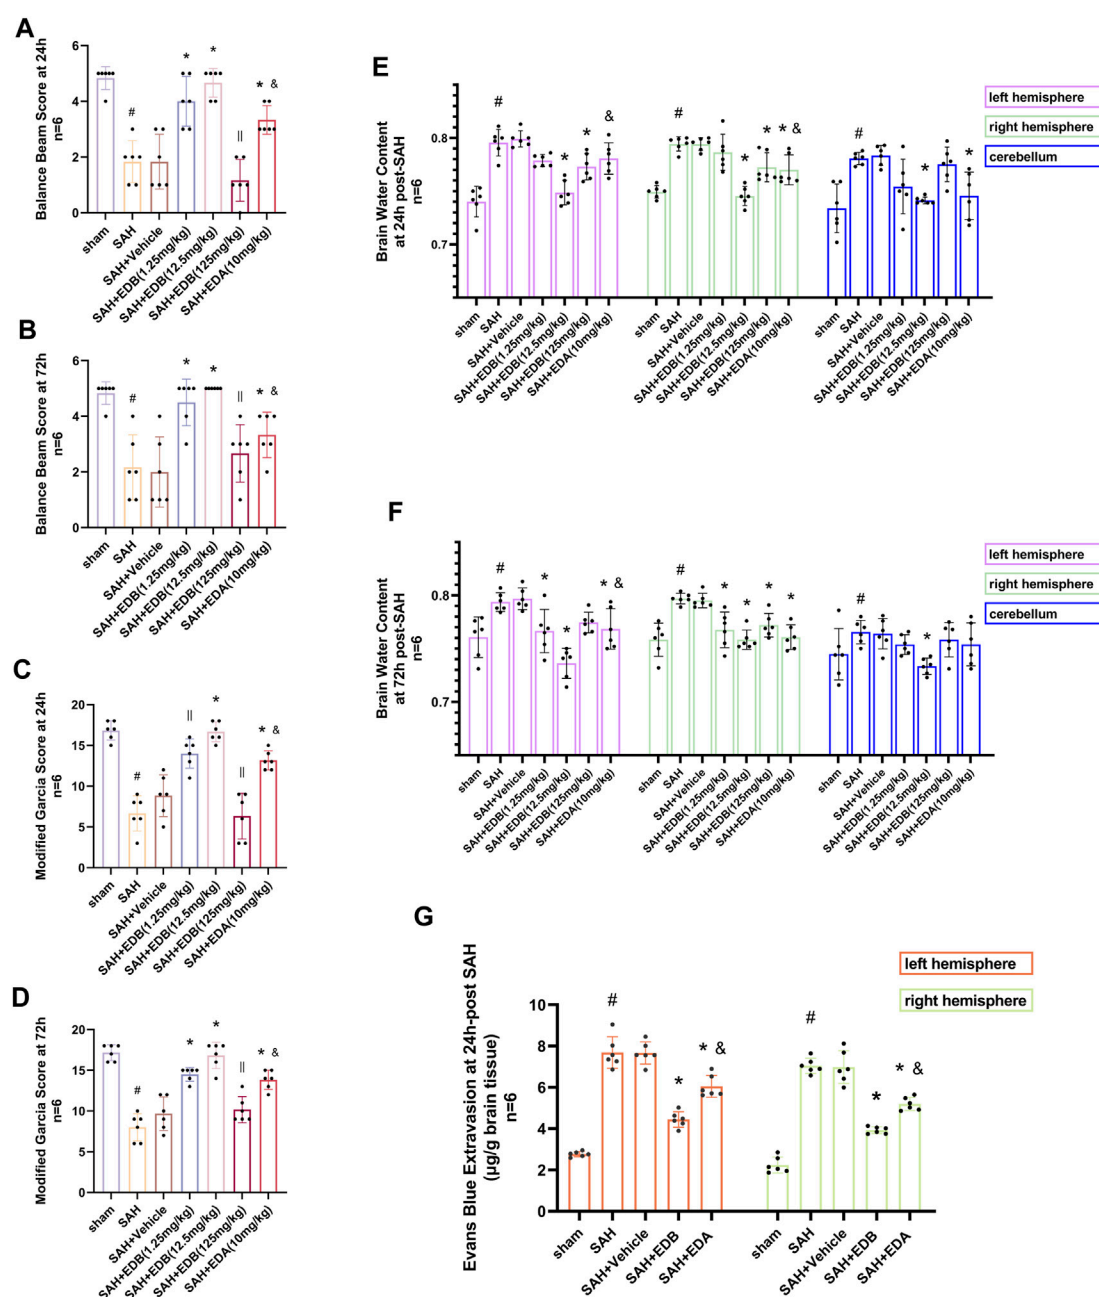 A
Balance Beam Score at 24h
n=6
6
4
2
0
#
*
*
||
* &
sham
SAH
SAH+Vehicle
SAH+EDB(1.25mg/kg)
SAH+EDB(12.5mg/kg)
SAH+EDB(125mg/kg)
SAH+EDA(10mg/kg)
B
Balance Beam Score at 72h
n=6
6
4
2
0
#
*
*
||
* &
sham
SAH
SAH+Vehicle
SAH+EDB(1.25mg/kg)
SAH+EDB(12.5mg/kg)
SAH+EDB(125mg/kg)
SAH+EDA(10mg/kg)
C
Modified Garcia Score at 24h
n=6
20
15
10
5
0
#
||
*
||
* &
sham
SAH
SAH+Vehicle
SAH+EDB(1.25mg/kg)
SAH+EDB(12.5mg/kg)
SAH+EDB(125mg/kg)
SAH+EDA(10mg/kg)
D
Modified Garcia Score at 72h
n=6
20
15
10
5
0
#
*
*
||
* &
sham
SAH
SAH+Vehicle
SAH+EDB(1.25mg/kg)
SAH+EDB(12.5mg/kg)
SAH+EDB(125mg/kg)
SAH+EDA(10mg/kg)
E
Brain Water Content
at 24h post-SAH
n=6
0.8
0.7
#
*
*
&
#
*
* * &
#
*
*
left hemisphere
right hemisphere
cerebellum
sham
SAH
SAH+Vehicle
SAH+EDB(1.25mg/kg)
SAH+EDB(12.5mg/kg)
SAH+EDB(125mg/kg)
SAH+EDA(10mg/kg)
sham
SAH
SAH+Vehicle
SAH+EDB(1.25mg/kg)
SAH+EDB(12.5mg/kg)
SAH+EDB(125mg/kg)
SAH+EDA(10mg/kg)
sham
SAH
SAH+Vehicle
SAH+EDB(1.25mg/kg)
SAH+EDB(12.5mg/kg)
SAH+EDB(125mg/kg)
SAH+EDA(10mg/kg)
F
Brain Water Content
at 72h post-SAH
n=6
0.8
0.7
#
*
*
* &
#
*
*
*
*
#
*
left hemisphere
right hemisphere
cerebellum
sham
SAH
SAH+Vehicle
SAH+EDB(1.25mg/kg)
SAH+EDB(12.5mg/kg)
SAH+EDB(125mg/kg)
SAH+EDA(10mg/kg)
sham
SAH
SAH+Vehicle
SAH+EDB(1.25mg/kg)
SAH+EDB(12.5mg/kg)
SAH+EDB(125mg/kg)
SAH+EDA(10mg/kg)
sham
SAH
SAH+Vehicle
SAH+EDB(1.25mg/kg)
SAH+EDB(12.5mg/kg)
SAH+EDB(125mg/kg)
SAH+EDA(10mg/kg)
G
Evans Blue Extravasion at 24h-post SAH
(μg/g brain tissue)
n=6
10
8
6
4
2
0
#
*
* &
#
*
* &
left hemisphere
right hemisphere
sham
SAH
SAH+Vehicle
SAH+EDB
SAH+EDA
sham
SAH
SAH+Vehicle
SAH+EDB
SAH+EDA